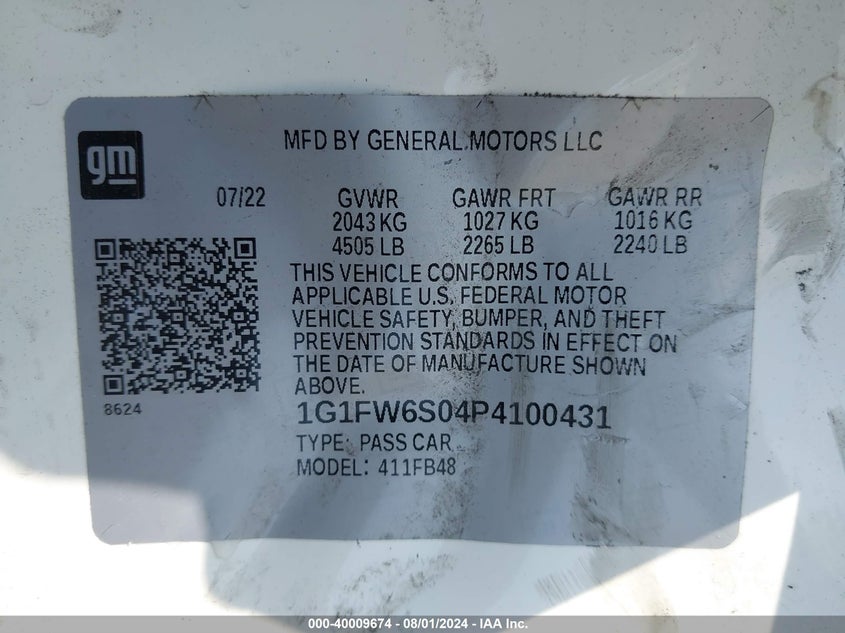 gm
MFD BY GENERAL MOTORS LLC
07/22 GVWR GAWR FRT GAWR RR
2043 KG 1027 KG 1016 KG
4505 LB 2265 LB 2240 LB
THIS VEHICLE CONFORMS TO ALL
APPLICABLE U.S. FEDERAL MOTOR
VEHICLE SAFETY, BUMPER, AND THEFT
PREVENTION STANDARDS IN EFFECT ON
THE DATE OF MANUFACTURE SHOWN
ABOVE.
8624
1G1FW6S04P4100431
TYPE: PASS CAR
MODEL: 411FB48
000-40009674 - 08/01/2024 - IAA Inc.